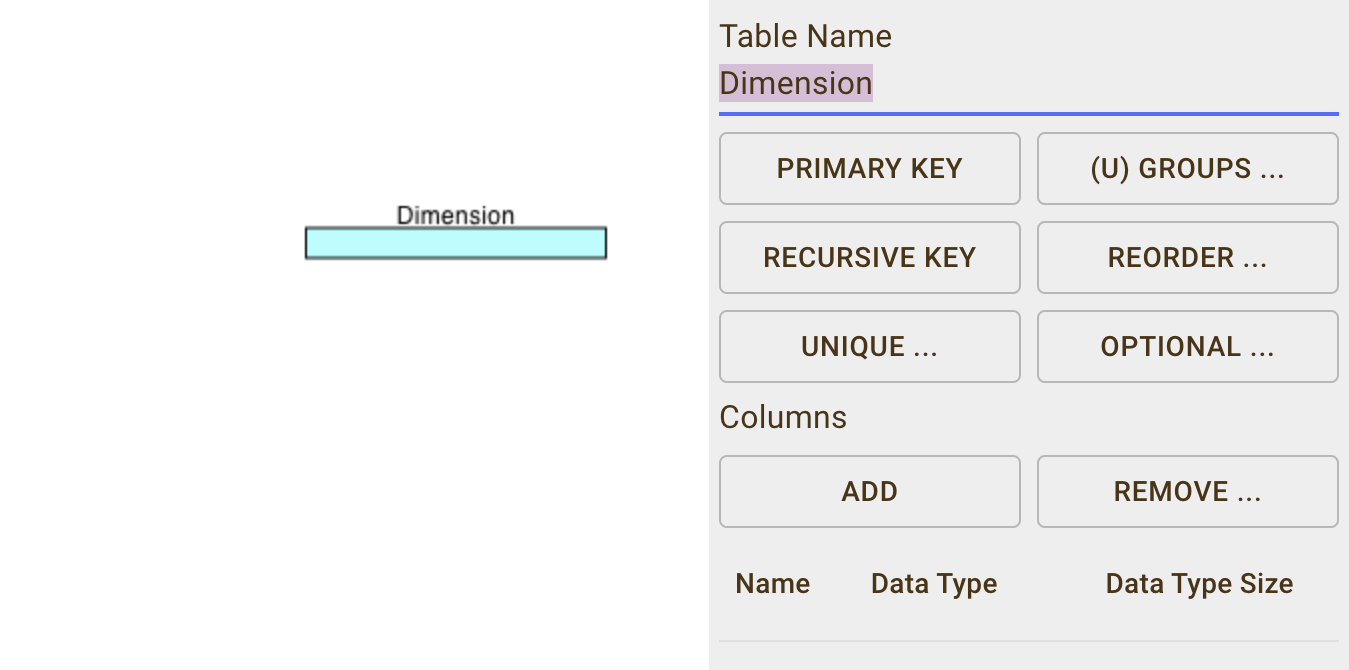 Dimension
Table Name
Dimension
PRIMARY KEY
(U) GROUPS ...
RECURSIVE KEY
REORDER ...
UNIQUE ...
OPTIONAL ...
Columns
ADD
REMOVE ...
Name Data Type Data Type Size